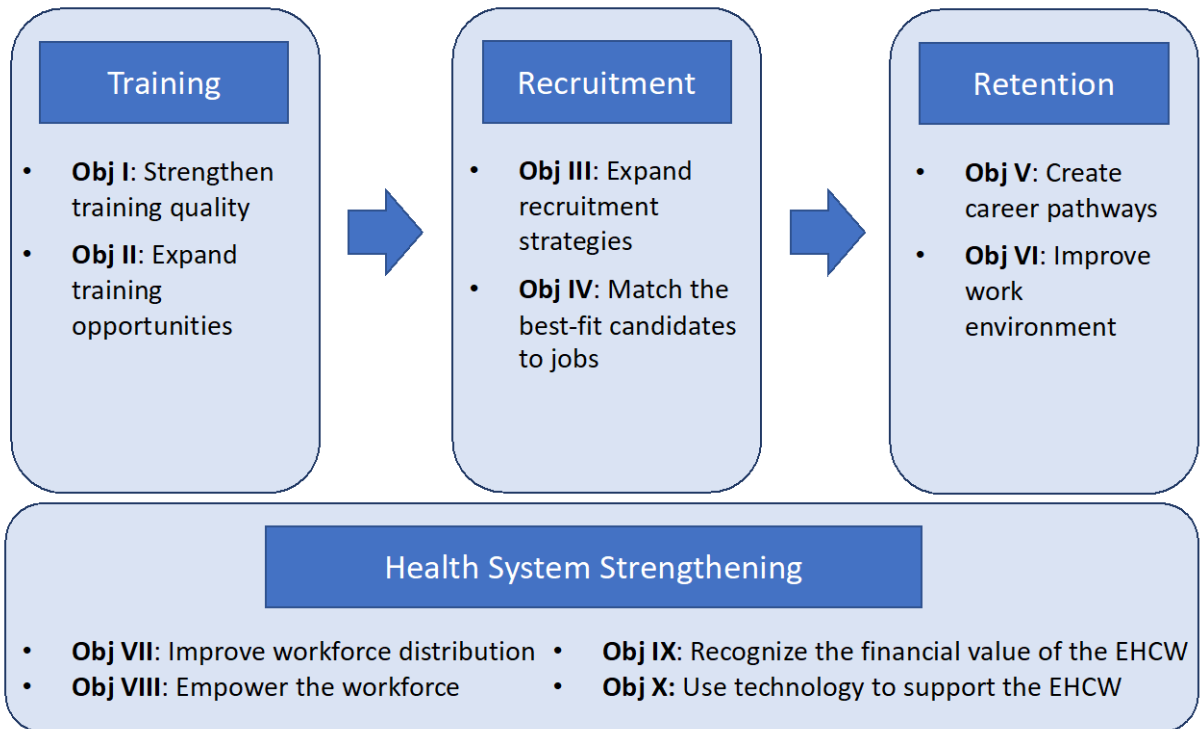 Training
• Obj I: Strengthen
training quality
• Obj II: Expand
training
opportunities
Recruitment
• Obj III: Expand
recruitment
strategies
• Obj IV: Match the
best-fit candidates
to jobs
Retention
• Obj V: Create
career pathways
• Obj VI: Improve
work
environment
Health System Strengthening
• Obj VII: Improve workforce distribution
• Obj VIII: Empower the workforce
• Obj IX: Recognize the financial value of the EHCW
• Obj X: Use technology to support the EHCW